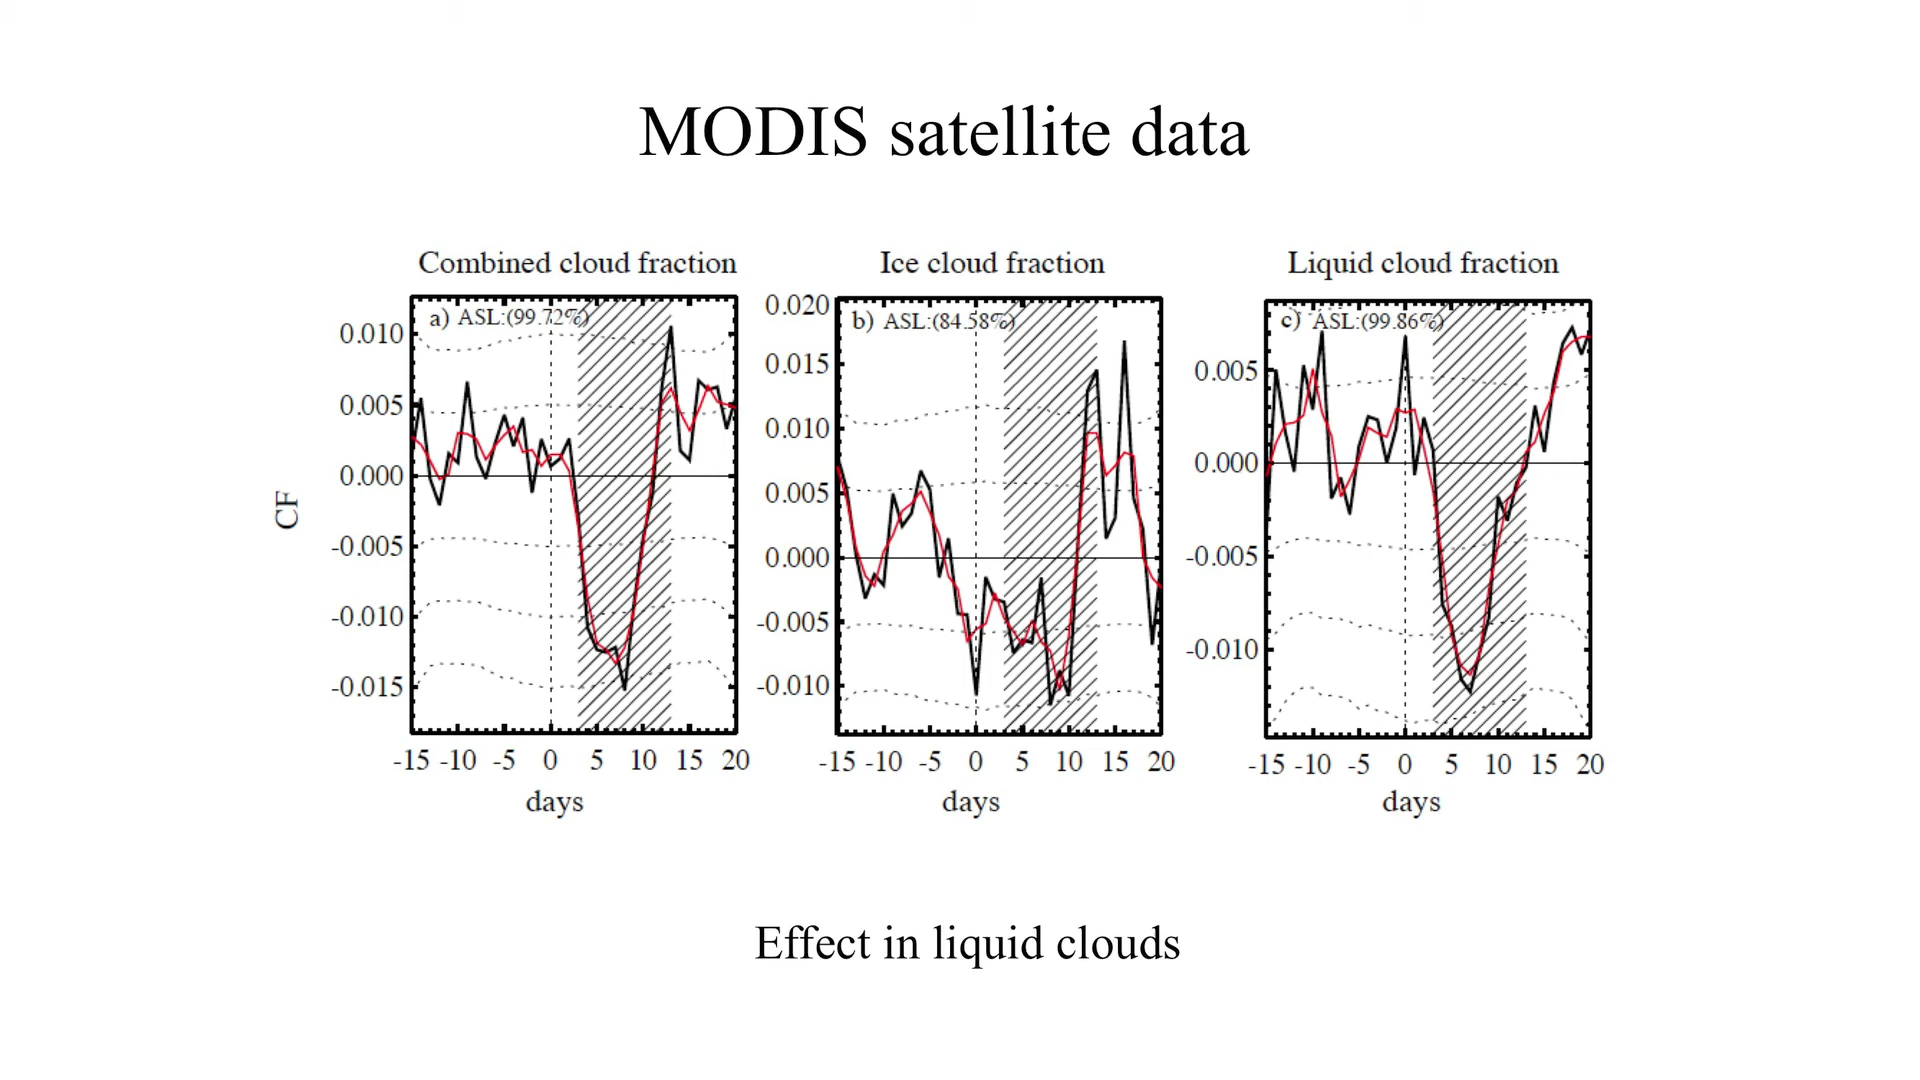 MODIS satellite data
Combined cloud fraction
Ice cloud fraction
Liquid cloud fraction
a) ASL:(99.72%)
b) ASL:(84.58%)
c) ASL:(99.86%)
CF
0.010
0.005
0.000
-0.005
-0.010
-0.015
0.020
0.015
0.010
0.005
0.000
-0.005
-0.010
0.005
0.000
-0.005
-0.010
-15 -10 -5 0 5 10 15 20
-15 -10 -5 0 5 10 15 20
-15 -10 -5 0 5 10 15 20
days
days
days
Effect in liquid clouds